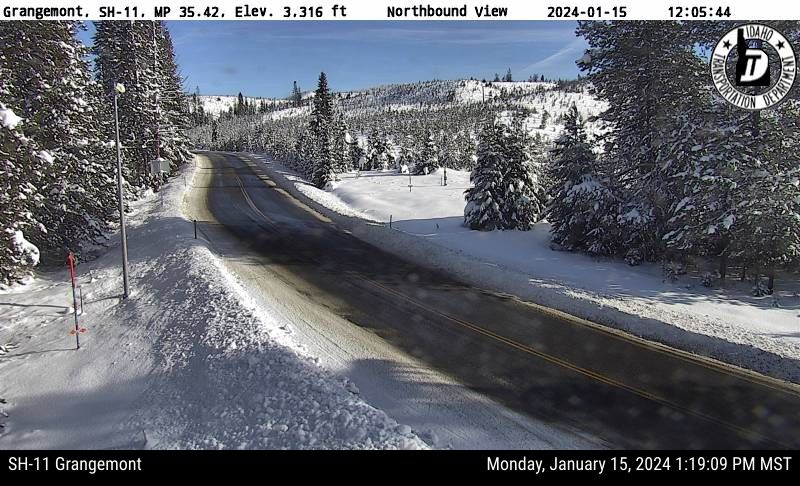 Grangemont, SH-11, MP 35.42, Elev. 3,316 ft Northbound View 2024-01-15 12:05:44
IDAHO
TRANSPORTATION DEPARTMENT
SH-11 Grangemont Monday, January 15, 2024 1:19:09 PM MST